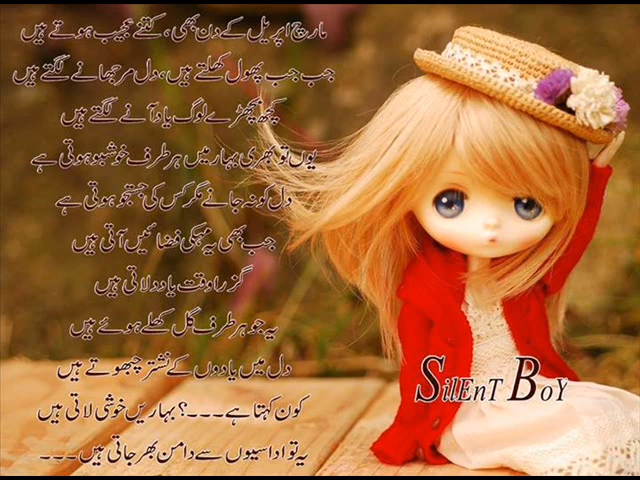 مارچ اپریل کے دن بھی، کتنے عجیب ہوتے ہیں
جب جب پھول کھلتے ہیں، دل مرجھانے لگتے ہیں
کچھ بچھڑے لوگ یاد آنے لگتے ہیں
یوں تو بھری بہار میں ہر طرف خوشبو ہوتی ہے
دل کو نہ جانے مگر کس کی جستجو ہوتی ہے
جب بھی یہ مہکی فضائیں آتی ہیں
گزرا وقت یاد دلاتی ہیں
یہ جو ہر طرف گل کھلے ہوئے ہیں
دل میں یادوں کے نشتر چبھوتے ہیں
کون کہتا ہے ۔۔۔؟ بہاریں خوشی لاتی ہیں
یہ تو اداسیوں سے دامن بھر جاتی ہیں ۔۔۔
SilEnT BoY